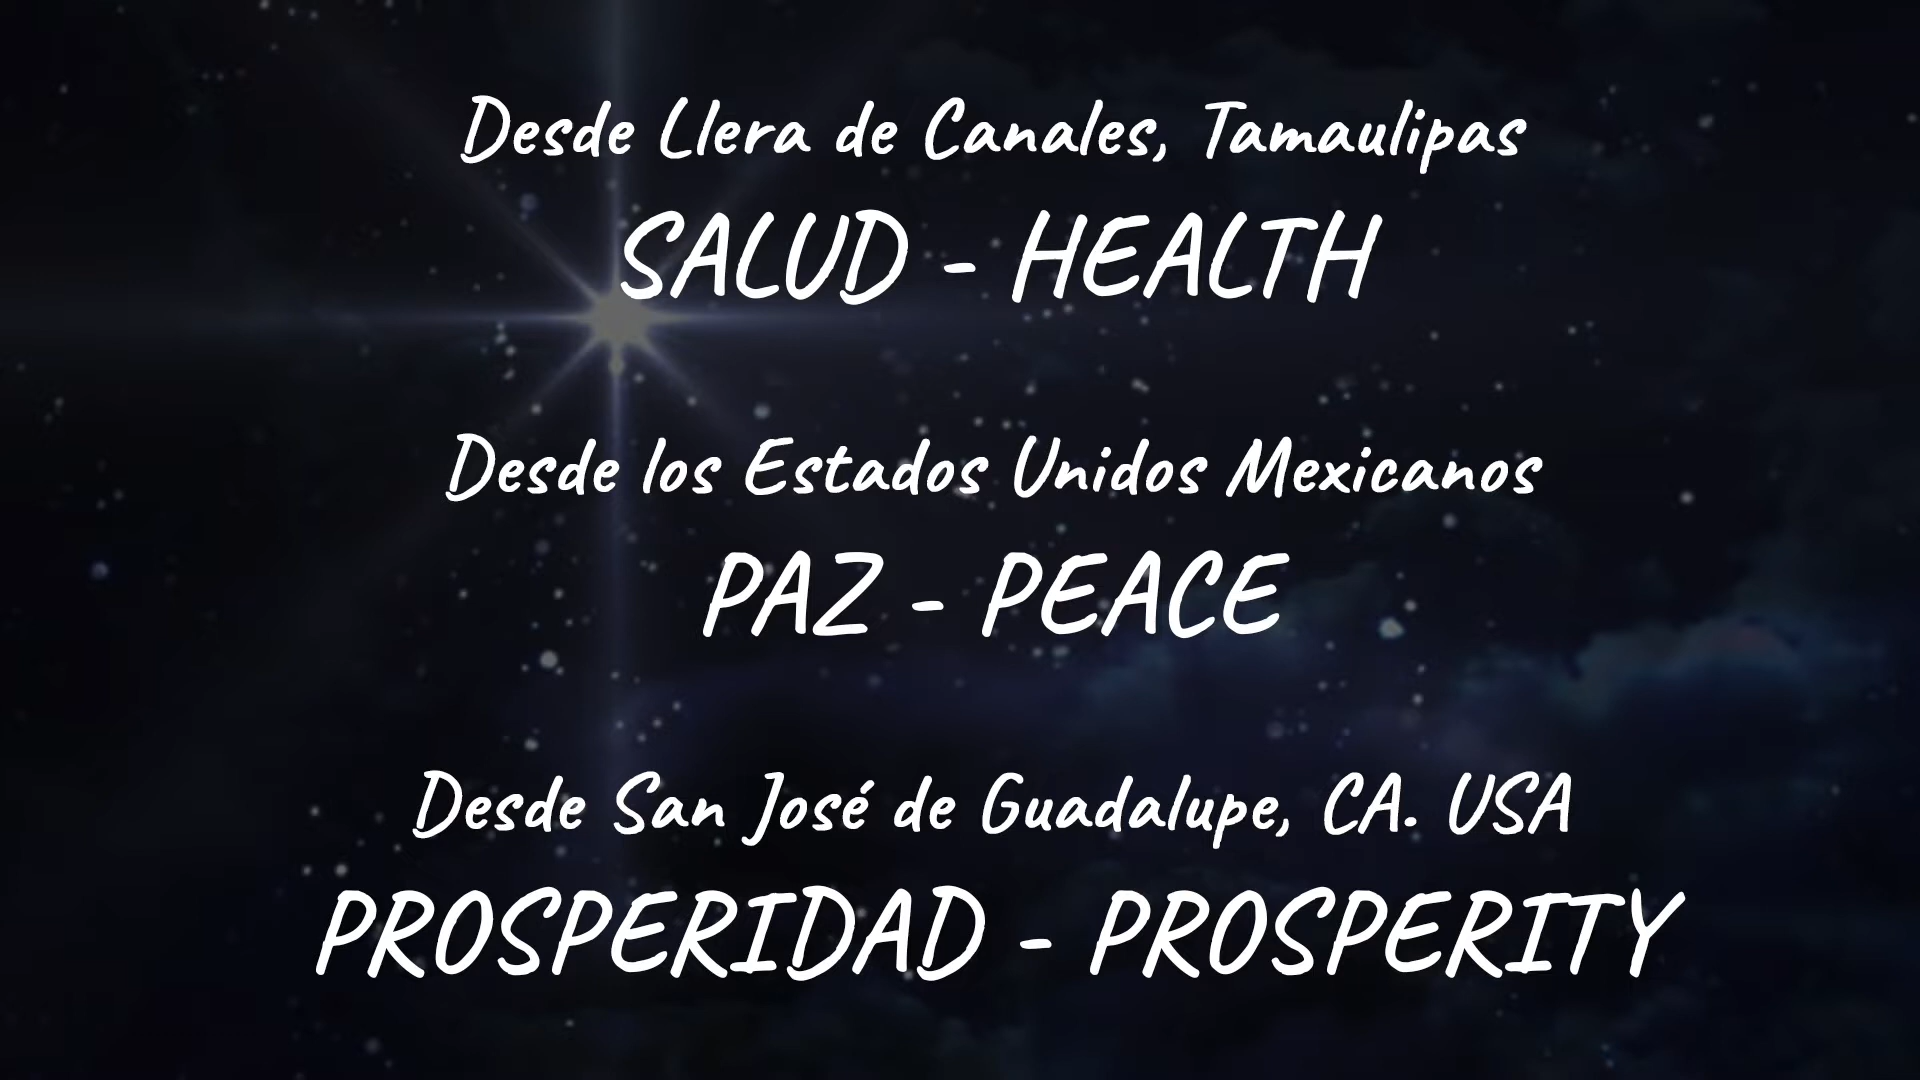 Desde Llera de Canales, Tamaulipas
SALUD - HEALTH
Desde los Estados Unidos Mexicanos
PAZ - PEACE
Desde San José de Guadalupe, CA. USA
PROSPERIDAD - PROSPERITY